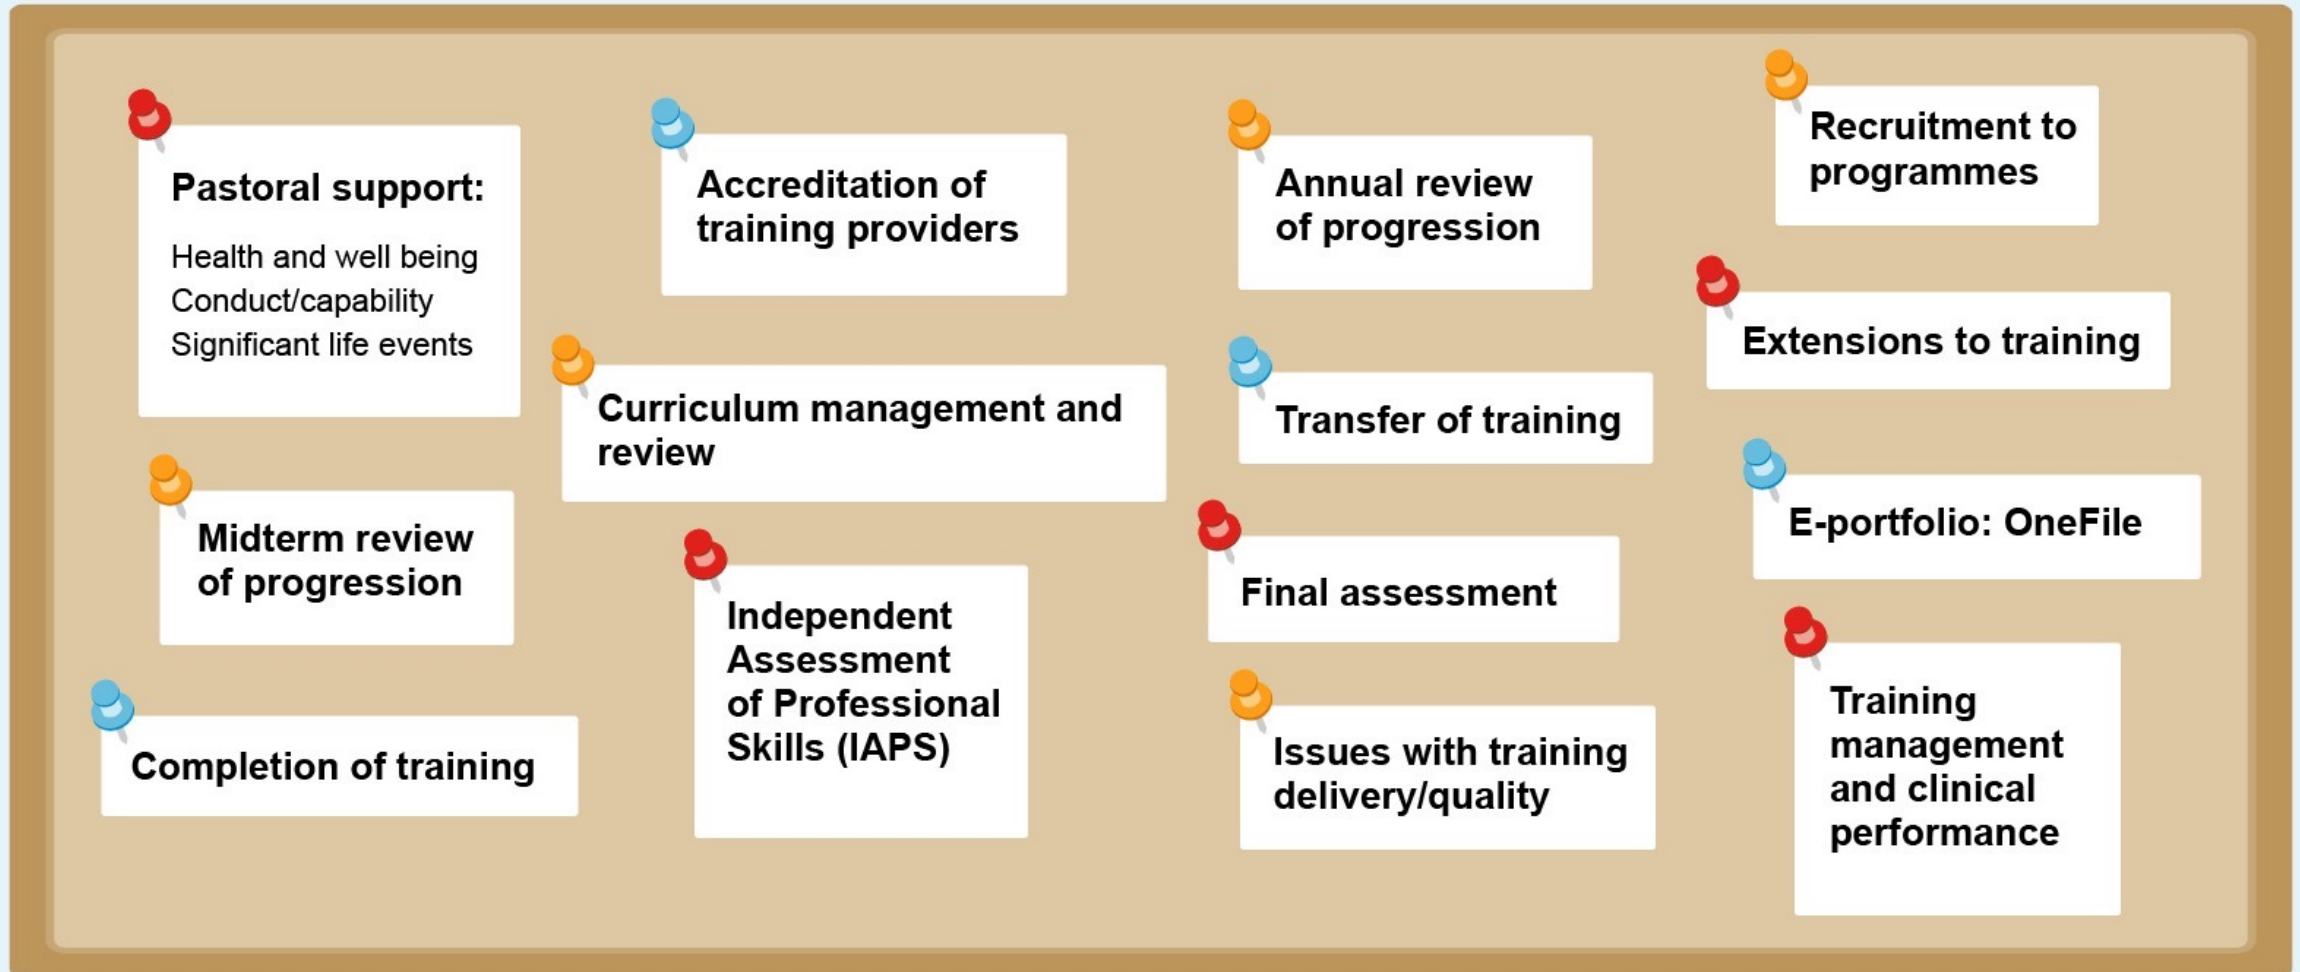 Pastoral support:
Health and well being
Conduct/capability
Significant life events
Midterm review
of progression
Completion of training
Accreditation of
training providers
Curriculum management and
review
Independent
Assessment
of Professional
Skills (IAPS)
Annual review
of progression
Transfer of training
Final assessment
Issues with training
delivery/quality
Recruitment to
programmes
Extensions to training
E-portfolio: OneFile
Training
management
and clinical
performance